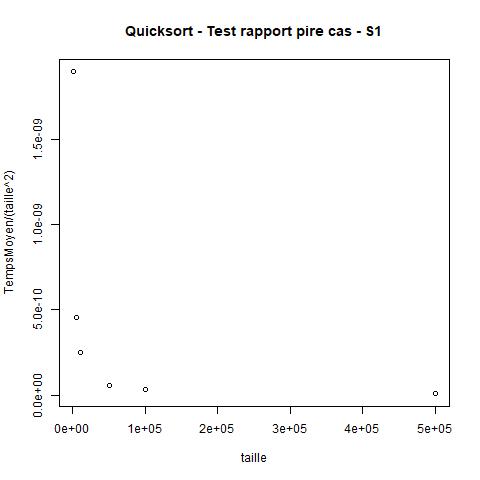 Quicksort - Test rapport pire cas - S1
TempsMoyen/(taille^2)
1.5e-09
1.0e-09
5.0e-10
0.0e+00
0e+00 1e+05 2e+05 3e+05 4e+05 5e+05
taille